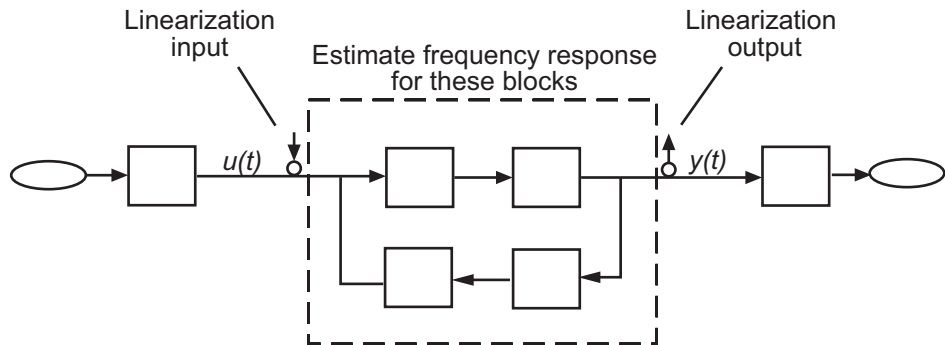 Linearization
input
Estimate frequency response
for these blocks
Linearization
output
u(t)
y(t)